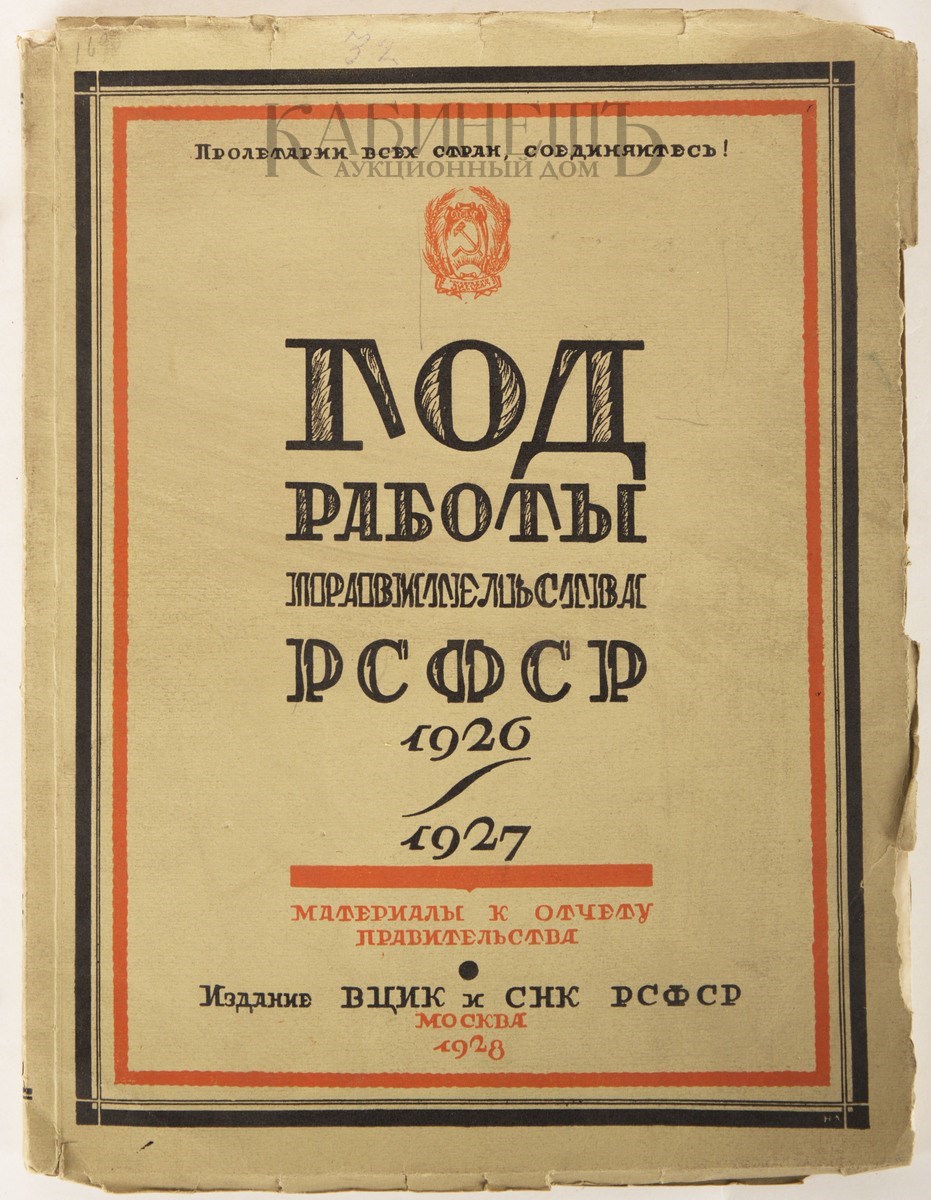 КАБИНЕТЪ
АУКЦИОННЫЙ ДОМ
Пролетарии всех стран, соединяйтесь!
ГОД
РАБОТЫ
ПРАВИТЕЛЬСТВА
РСФСР
1926
/
1927
МАТЕРИАЛЫ К ОТЧЕТУ
ПРАВИТЕЛЬСТВА
Издание ВЦИК и СНК РСФСР
МОСКВА
1928